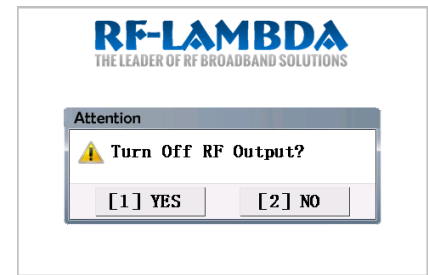 RF-LAMBDA
THE LEADER OF RF BROADBAND SOLUTIONS
Attention
Turn Off RF Output?
[1] YES [2] NO